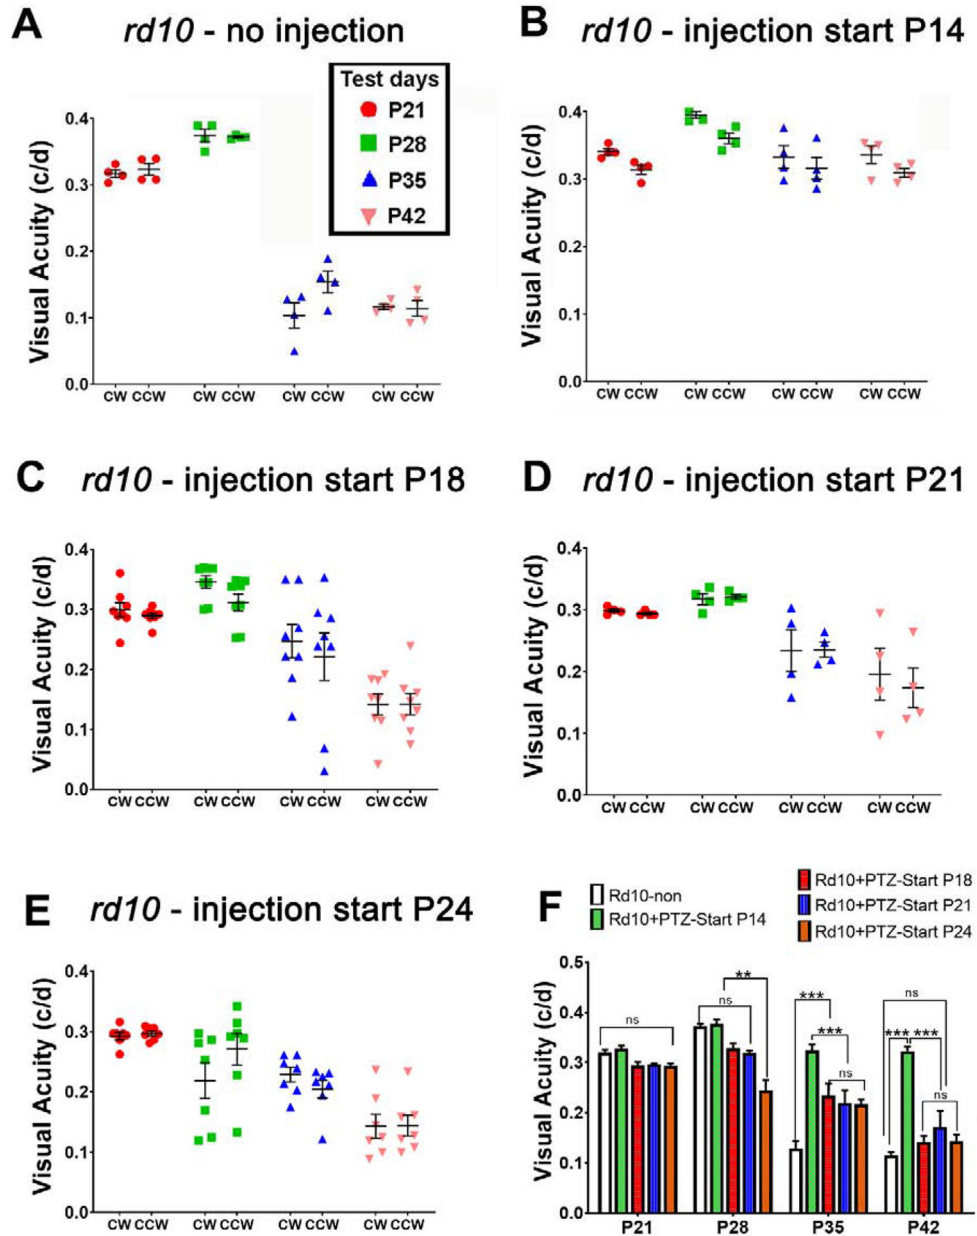 A rd10 - no injection
Test days
P21
P28
P35
P42
Visual Acuity (c/d)
0.4
0.3
0.2
0.1
0.0
CW CCW CW CCW CW CCW CW CCW
B rd10 - injection start P14
Visual Acuity (c/d)
0.4
0.3
0.2
0.1
0.0
CW CCW CW CCW CW CCW CW CCW
C rd10 - injection start P18
Visual Acuity (c/d)
0.4
0.3
0.2
0.1
0.0
CW CCW CW CCW CW CCW CW CCW
D rd10 - injection start P21
Visual Acuity (c/d)
0.4
0.3
0.2
0.1
0.0
CW CCW CW CCW CW CCW CW CCW
E rd10 - injection start P24
Visual Acuity (c/d)
0.4
0.3
0.2
0.1
0.0
CW CCW CW CCW CW CCW CW CCW
F
Rd10-non
Rd10+PTZ-Start P14
Rd10+PTZ-Start P18
Rd10+PTZ-Start P21
Rd10+PTZ-Start P24
Visual Acuity (c/d)
0.5
0.4
0.3
0.2
0.1
0.0
ns
**
ns
***
***
ns
ns
*** ***
ns
P21 P28 P35 P42